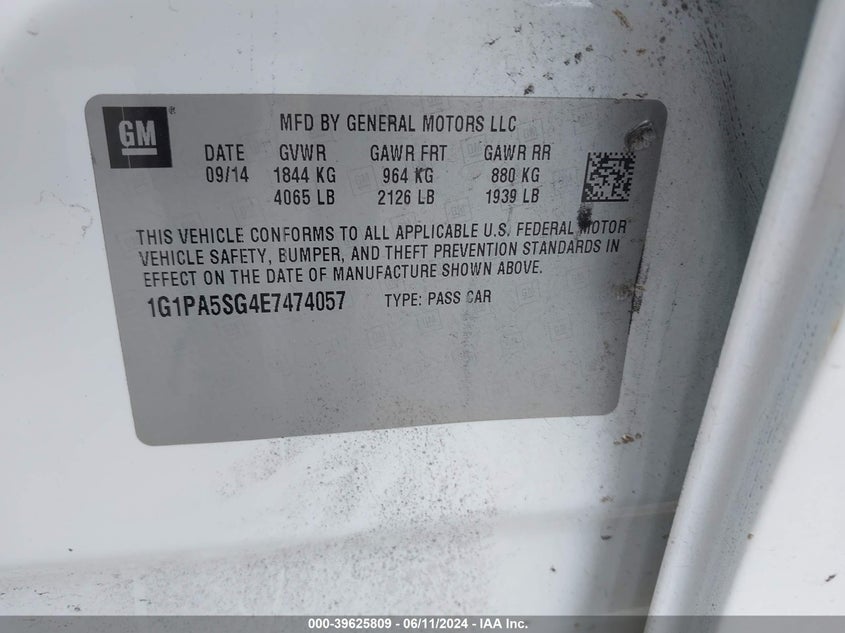 GM®
MFD BY GENERAL MOTORS LLC
DATE GVWR GAWR FRT GAWR RR
09/14 1844 KG 964 KG 880 KG
4065 LB 2126 LB 1939 LB
THIS VEHICLE CONFORMS TO ALL APPLICABLE U.S. FEDERAL MOTOR
VEHICLE SAFETY, BUMPER, AND THEFT PREVENTION STANDARDS IN
EFFECT ON THE DATE OF MANUFACTURE SHOWN ABOVE.
1G1PA5SG4E7474057 TYPE: PASS CAR
000-39625809 - 06/11/2024 - IAA Inc.